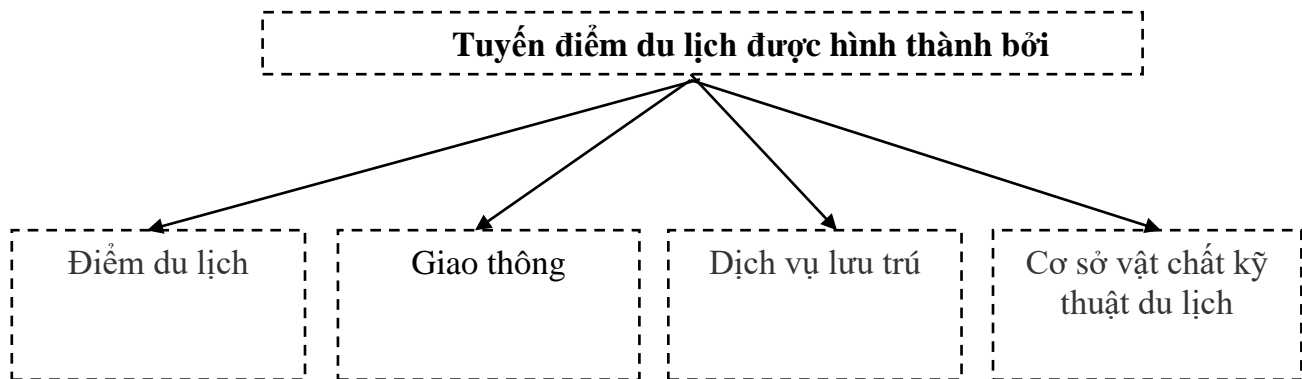 Tuyến điểm du lịch được hình thành bởi
Điểm du lịch
Giao thông
Dịch vụ lưu trú
Cơ sở vật chất kỹ
thuật du lịch